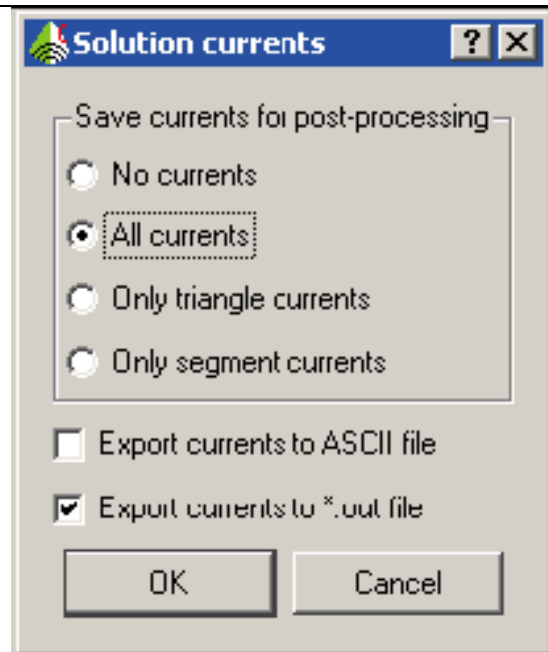 Solution currents
Save currents for post-processing
No currents
All currents
Only triangle currents
Only segment currents
Export currents to ASCII file
Export currents to *.out file
OK Cancel